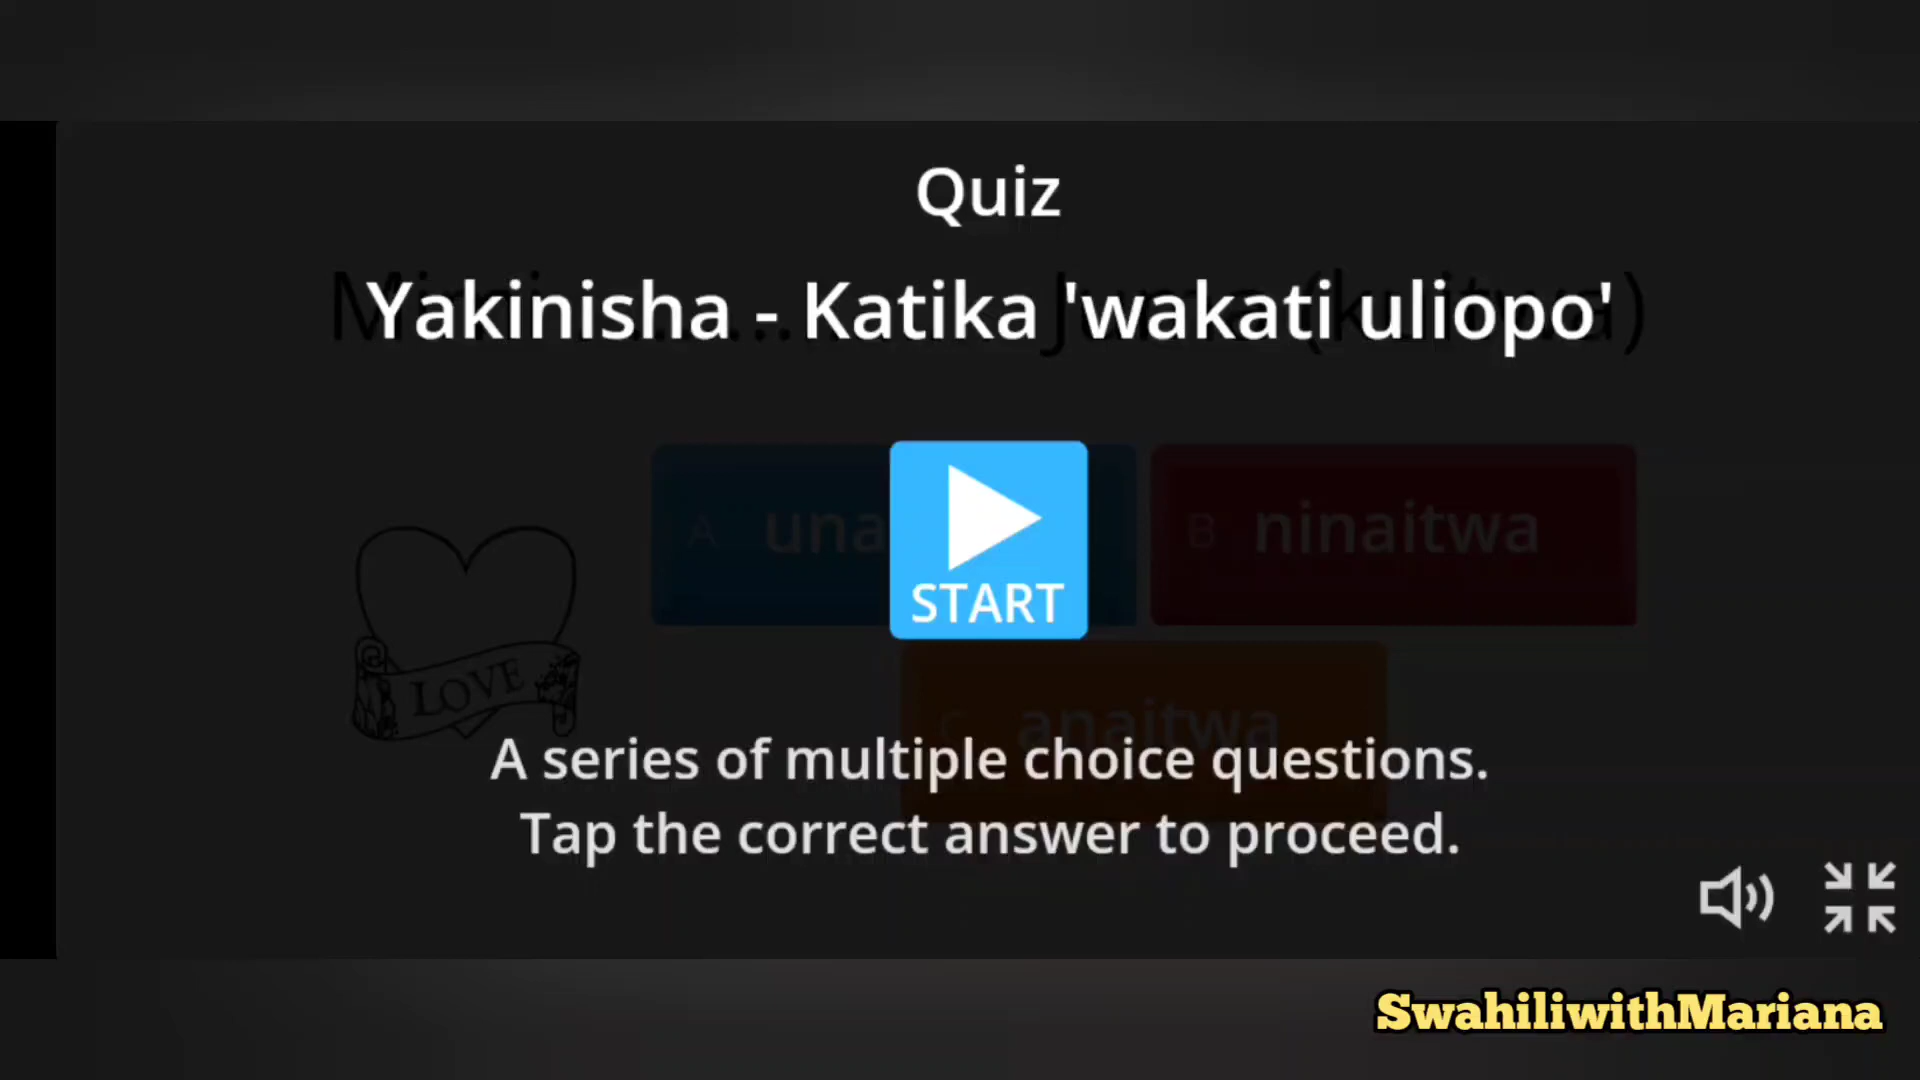 Quiz
Yakinisha - Katika 'wakati uliopo'
A
B ninaitwa
START
LOVE
C anaitwa
A series of multiple choice questions.
Tap the correct answer to proceed.
SwahiliwithMariana